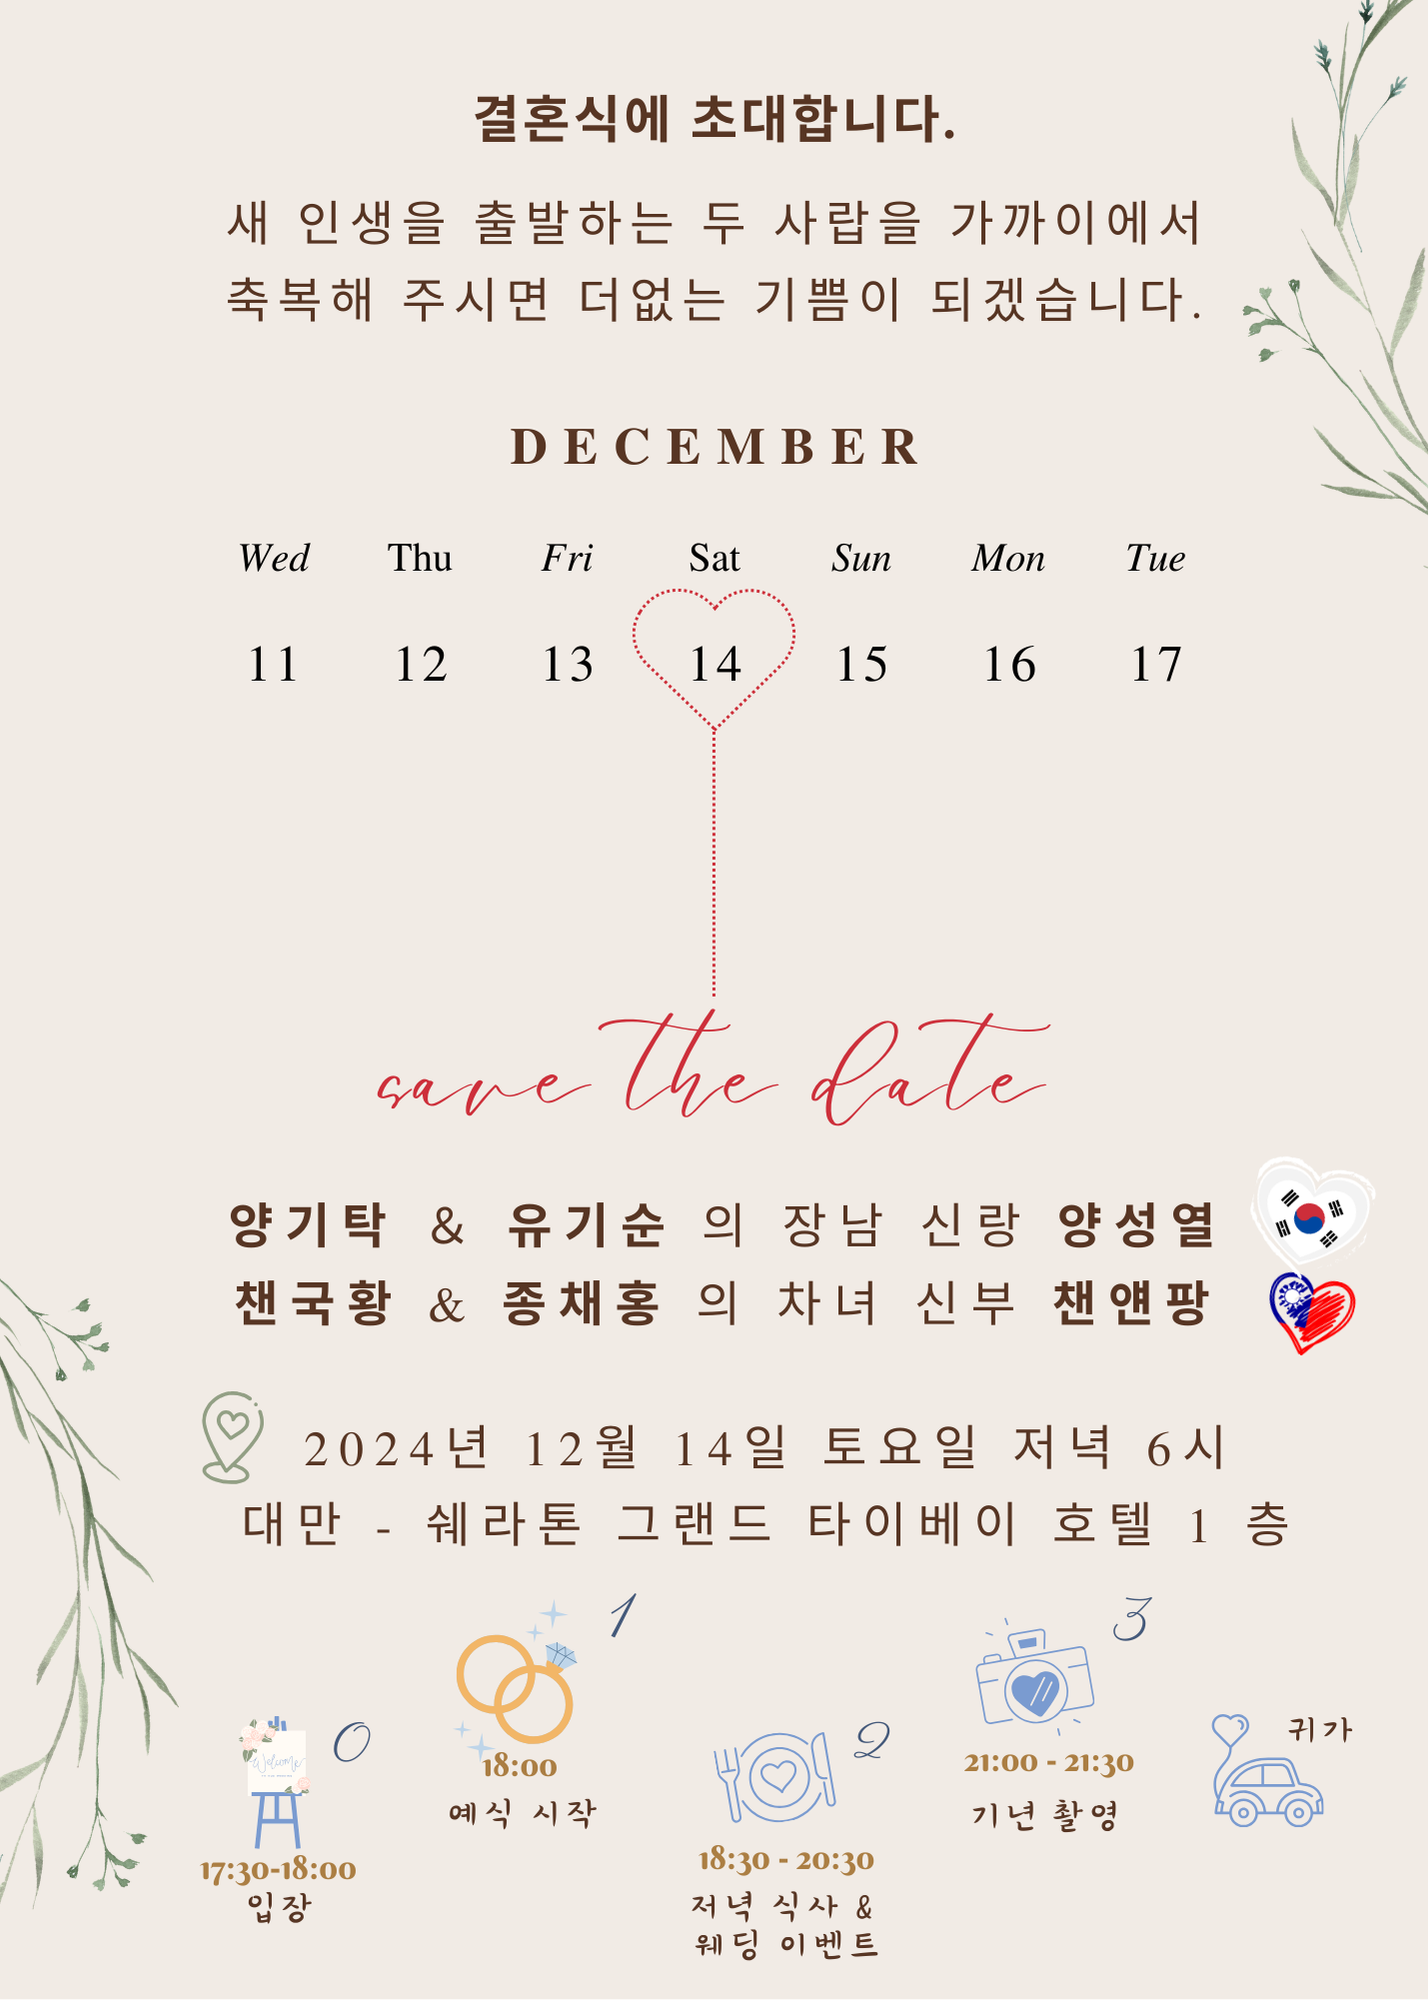 결혼식에 초대합니다.
새 인생을 출발하는 두 사랍을 가까이에서
축복해 주시면 더없는 기쁨이 되겠습니다.
DECEMBER
Wed Thu Fri Sat Sun Mon Tue
11 12 13 14 15 16 17
save the date
양기탁 & 유기순 의 장남 신랑 양성열
챈국황 & 종채홍 의 차녀 신부 챈앤팡
2024년 12월 14일 토요일 저녁 6시
대만 - 쉐라톤 그랜드 타이베이 호텔 1 층
0
Welcome
17:30-18:00
입장
1
18:00
예식 시작
2
18:30 - 20:30
저녁 식사 &
웨딩 이벤트
3
21:00 - 21:30
기년 촬영
귀가